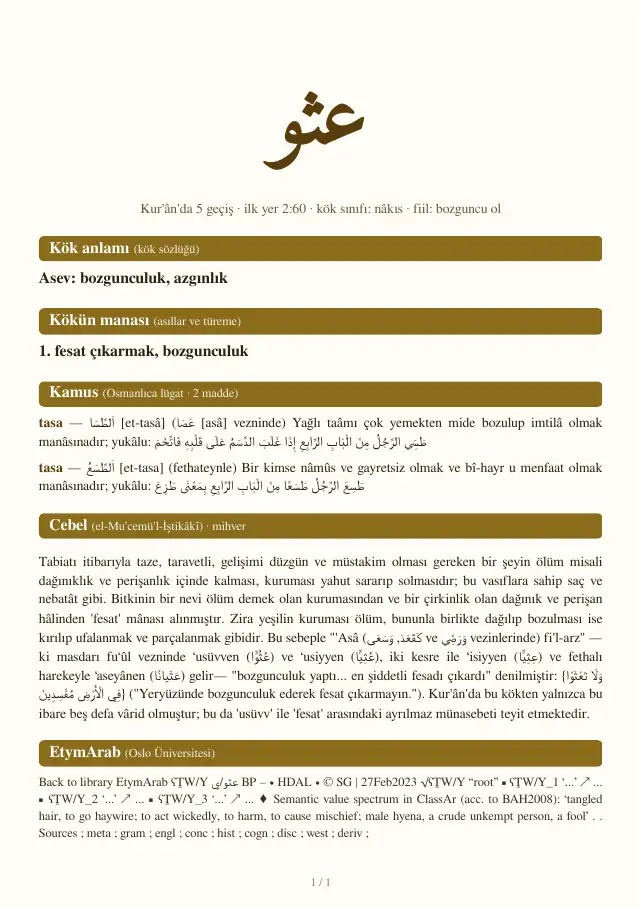 عثو
Kur'ân'da 5 geçiş · ilk yer 2:60 · kök sınıfı: nâkıs · fiil: bozguncu ol
Kök anlamı (kök sözlüğü)
Asev: bozgunculuk, azgınlık
Kökün manası (asıllar ve türeme)
1. fesat çıkarmak, bozgunculuk
Kamus (Osmanlıca lügat · 2 madde)
tasa — اَلطَّسَا [et-tasâ] (عَصَا [asâ] vezninde) Yağlı taâmı çok yemekten mide bozulup imtilâ olmak
manâsınadır; yukâlu: طَسِيَ الرَّجُلُ مِنَ الْبَابِ الرَّابِعِ إِذَا غَلَبَ الدَّسَمُ عَلَى قَلْبِهِ فَاتَّخَمَ
tasa — اَلطَّسَعُ [et-tasa] (fethateynle) Bir kimse nâmûs ve gayretsiz olmak ve bî-hayr u menfaat olmak
manâsınadır; yukâlu: طَسِعَ الرَّجُلُ طَسَعًا مِنَ الْبَابِ الرَّابِعِ بِمَعْنَى طَزِعَ
Cebel (el-Mu'cemü'l-İştikâkî) · mihver
Tabiatı itibarıyla taze, taravetli, gelişimi düzgün ve müstakim olması gereken bir şeyin ölüm misali
dağınıklık ve perişanlık içinde kalması, kuruması yahut sararıp solmasıdır; bu vasıflara sahip saç ve
nebatât gibi. Bitkinin bir nevi ölüm demek olan kurumasından ve bir çirkinlik olan dağınık ve perişan
hâlinden 'fesat' mânası alınmıştır. Zira yeşilin kuruması ölüm, bununla birlikte dağılıp bozulması ise
kırılıp ufalanmak ve parçalanmak gibidir. Bu sebeple "'Asâ (كَقَعَدَ, وَسَعَى ve وَرَضِي vezinlerinde) fi'l-arz" —
ki masdarı fu‘ûl vezninde ‘usüvven (عُثُوًّا) ve ‘usiyyen (عُثِيًّا), iki kesre ile ‘isiyyen (عِثِيًّا) ve fethalı
harekeyle ‘aseyânen (عَثَيَانًا) gelir— "bozgunculuk yaptı... en şiddetli fesadı çıkardı" denilmiştir: {وَلَا تَعْثَوْا
فِي الْأَرْضِ مُفْسِدِينَ} ("Yeryüzünde bozgunculuk ederek fesat çıkarmayın."). Kur'ân'da bu kökten yalnızca bu
ibare beş defa vârid olmuştur; bu da 'usüvv' ile 'fesat' arasındaki ayrılmaz münasebeti teyit etmektedir.
EtymArab (Oslo Üniversitesi)
Back to library EtymArab ʕṮW/Y عثو/ي BP – • HDAL • © SG | 27Feb2023 √ʕṮW/Y “root” ▪ ʕṮW/Y_1 ‘...’ ↗ ...
▪ ʕṮW/Y_2 ‘...’ ↗ ... ▪ ʕṮW/Y_3 ‘...’ ↗ ... ♦ Semantic value spectrum in ClassAr (acc. to BAH2008): ‘tangled
hair, to go haywire; to act wickedly, to harm, to cause mischief; male hyena, a crude unkempt person, a fool’ . .
Sources ; meta ; gram ; engl ; conc ; hist ; cogn ; disc ; west ; deriv ;
1 / 1